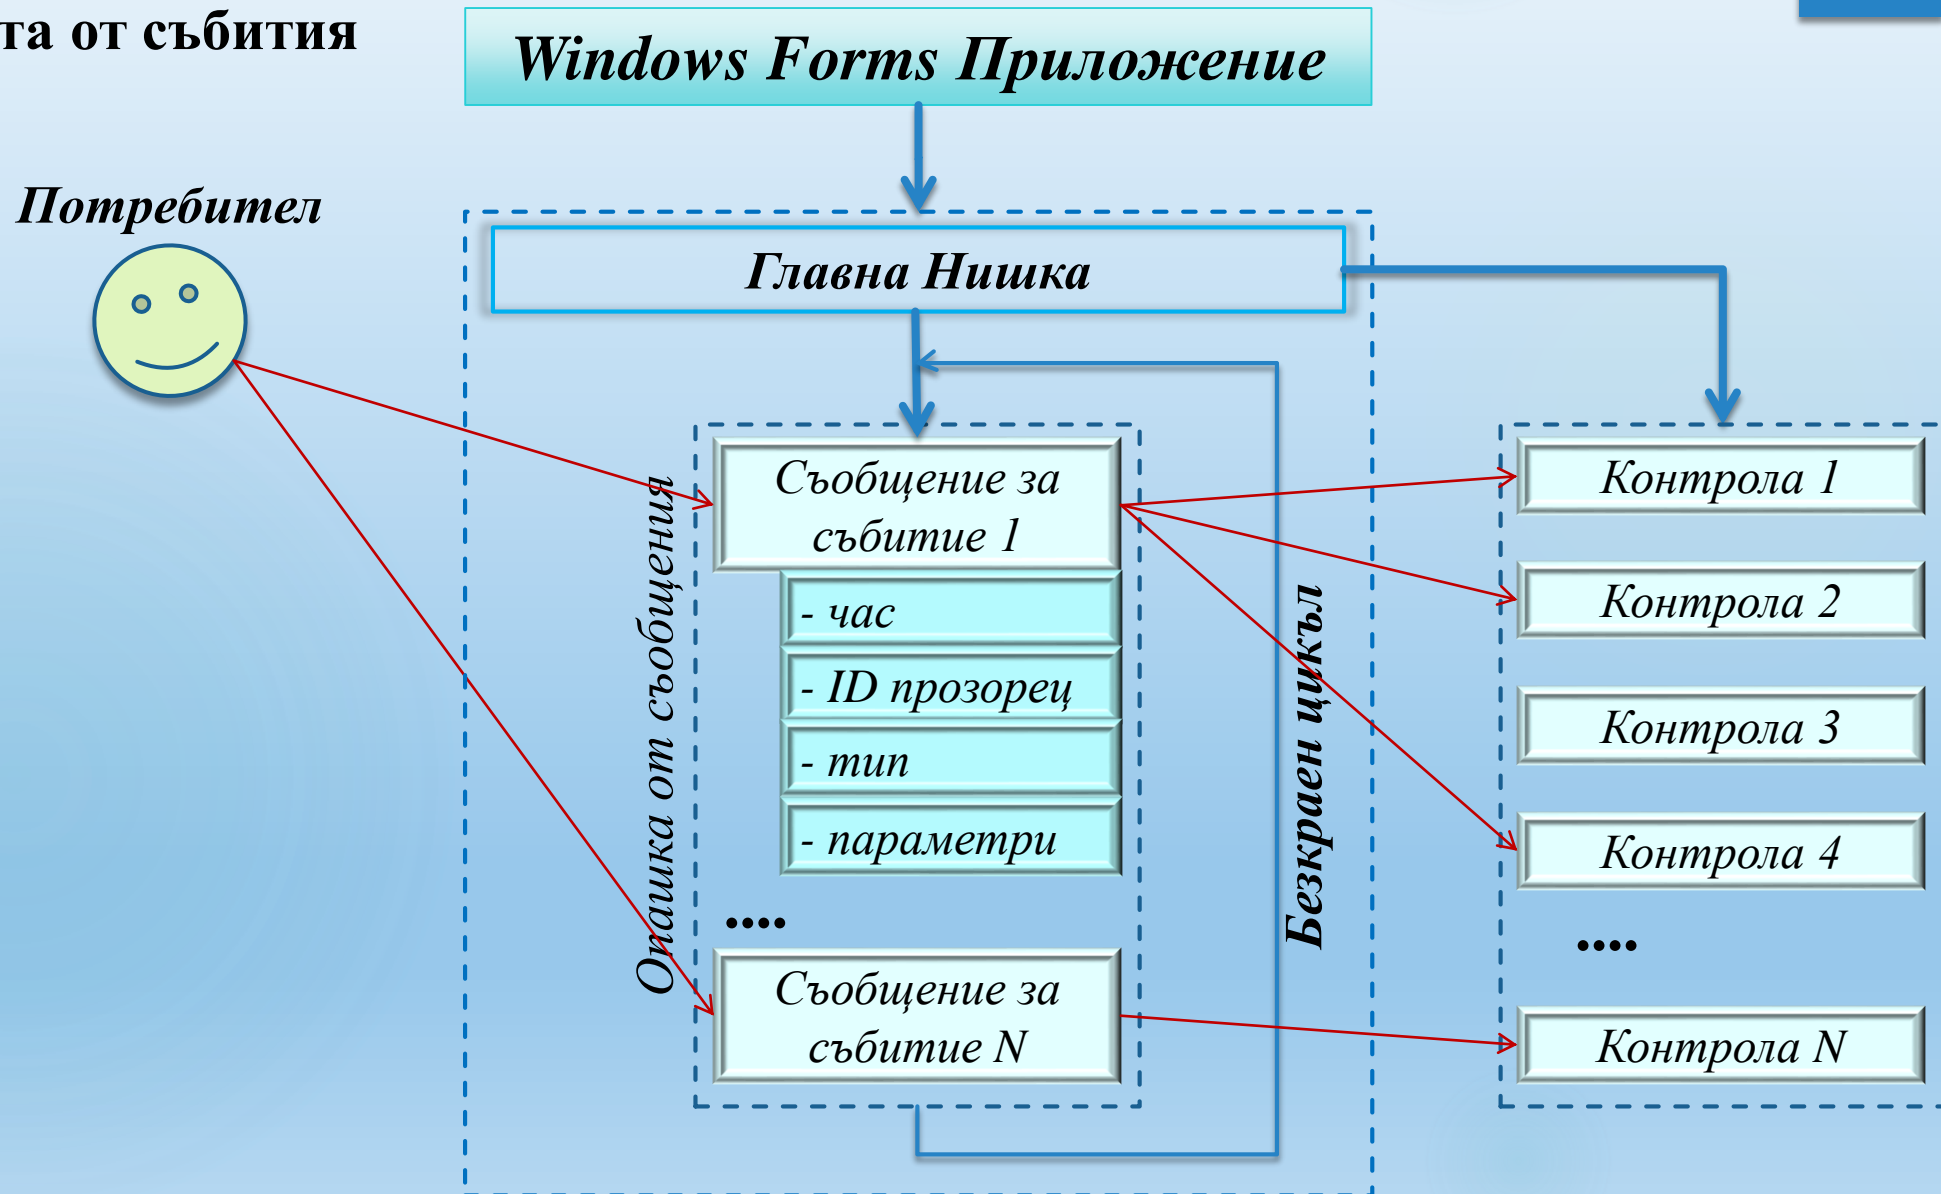 от събития
Windows Forms Приложение
Потребител
Главна Нишка
Опашка от съобщения
Съобщение за
събитие 1
- час
- ID прозорец
- тип
- параметри
....
Съобщение за
събитие N
Безкраен цикъл
Контрола 1
Контрола 2
Контрола 3
Контрола 4
....
Контрола N